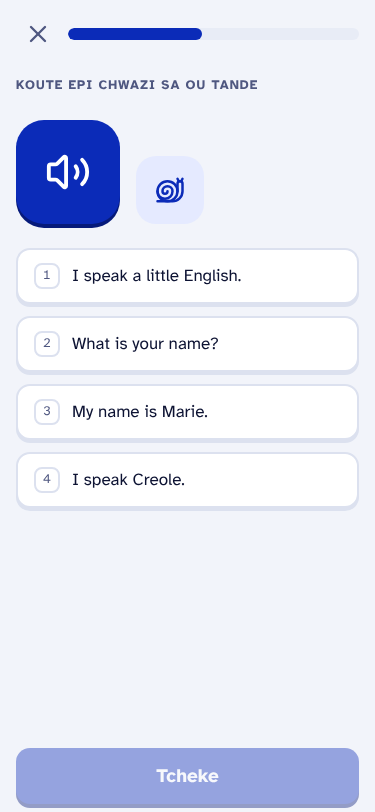 KOUTE EPI CHWAZI SA OU TANDE
1 I speak a little English.
2 What is your name?
3 My name is Marie.
4 I speak Creole.
Tcheke